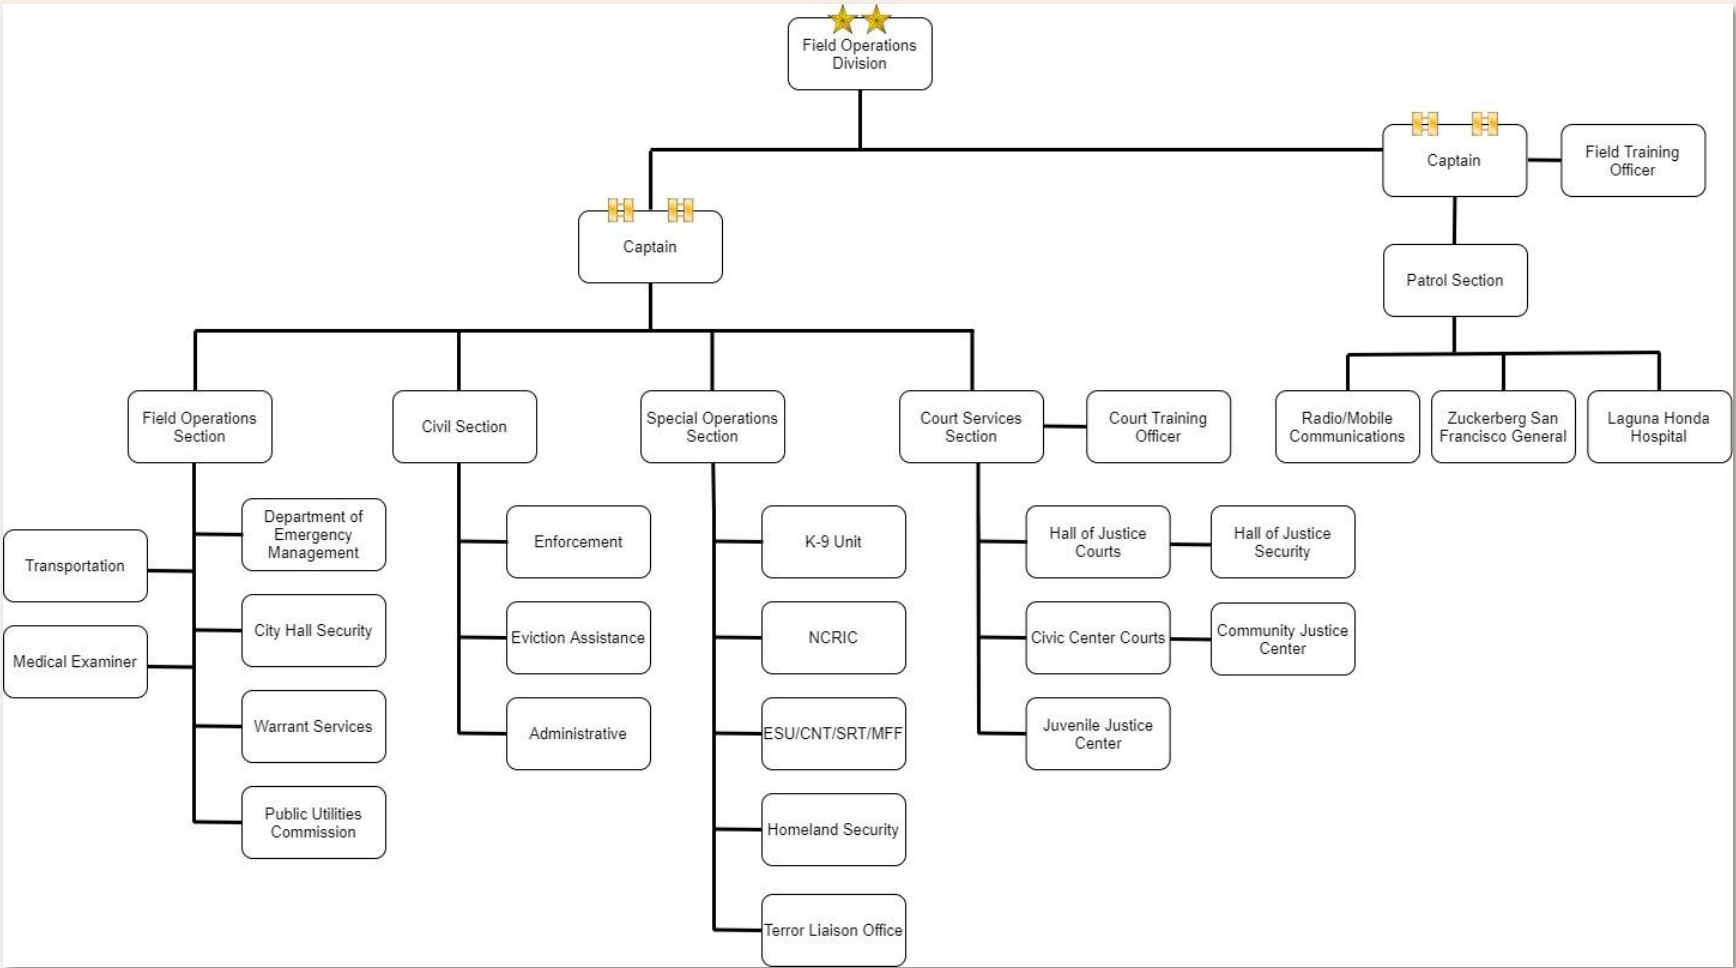 Field Operations
Division
Captain
Field Training
Officer
Captain
Patrol Section
Field Operations
Section
Civil Section
Special Operations
Section
Court Services
Section
Court Training
Officer
Radio/Mobile
Communications
Zuckerberg San
Francisco General
Laguna Honda
Hospital
Transportation
Medical Examiner
Department of
Emergency
Management
City Hall Security
Warrant Services
Public Utilities
Commission
Enforcement
Eviction Assistance
Administrative
K-9 Unit
NCRIC
ESU/CNT/SRT/MFF
Homeland Security
Terror Liaison Office
Hall of Justice
Courts
Hall of Justice
Security
Civic Center Courts
Community Justice
Center
Juvenile Justice
Center